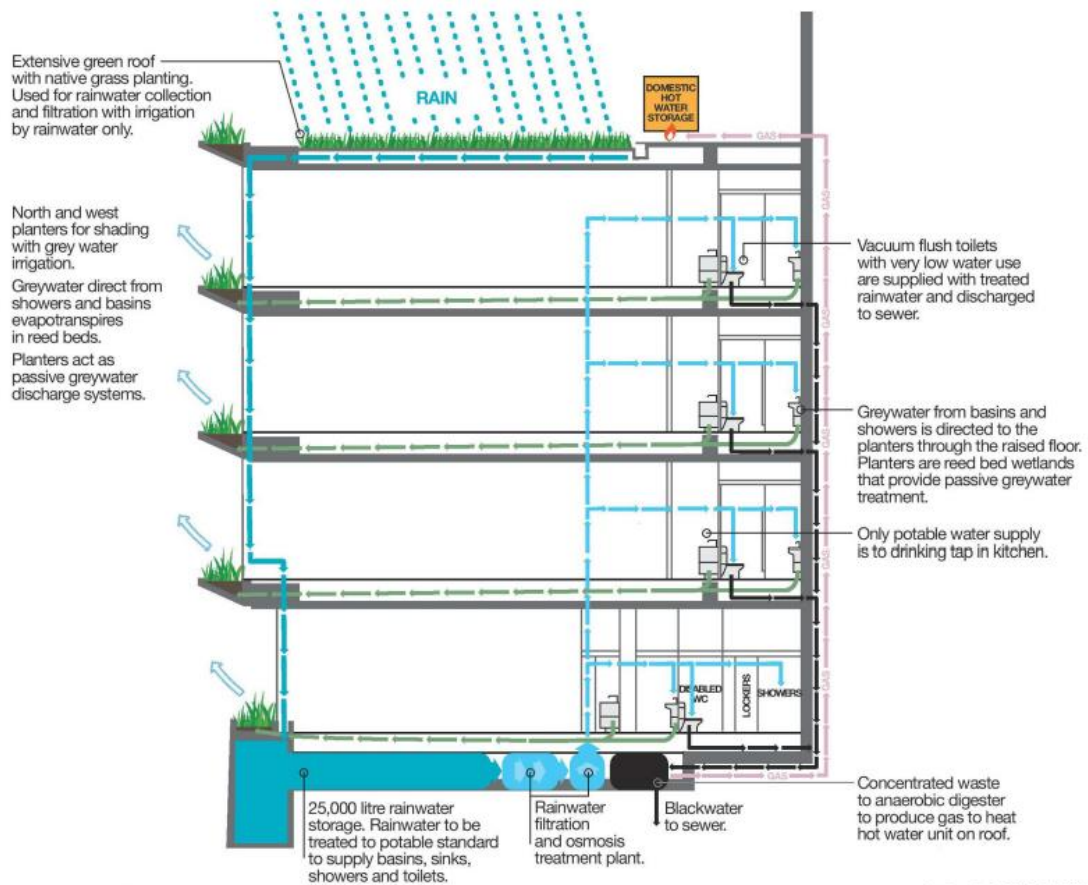 Extensive green roof
with native grass planting.
Used for rainwater collection
and filtration with irrigation
by rainwater only.
RAIN
DOMESTIC
HOT
WATER
STORAGE
GAS
GAS
North and west
planters for shading
with grey water
irrigation.
Greywater direct from
showers and basins
evapotranspires
in reed beds.
Planters act as
passive greywater
discharge systems.
Vacuum flush toilets
with very low water use
are supplied with treated
rainwater and discharged
to sewer.
GAS
Greywater from basins and
showers is directed to the
planters through the raised floor.
Planters are reed bed wetlands
that provide passive greywater
treatment.
GAS
Only potable water supply
is to drinking tap in kitchen.
GAS
DISABLED
WC
LOCKERS
SHOWERS
GAS
GAS
25,000 litre rainwater
storage. Rainwater to be
treated to potable standard
to supply basins, sinks,
showers and toilets.
Rainwater
filtration
and osmosis
treatment plant.
Blackwater
to sewer.
Concentrated waste
to anaerobic digester
to produce gas to heat
hot water unit on roof.